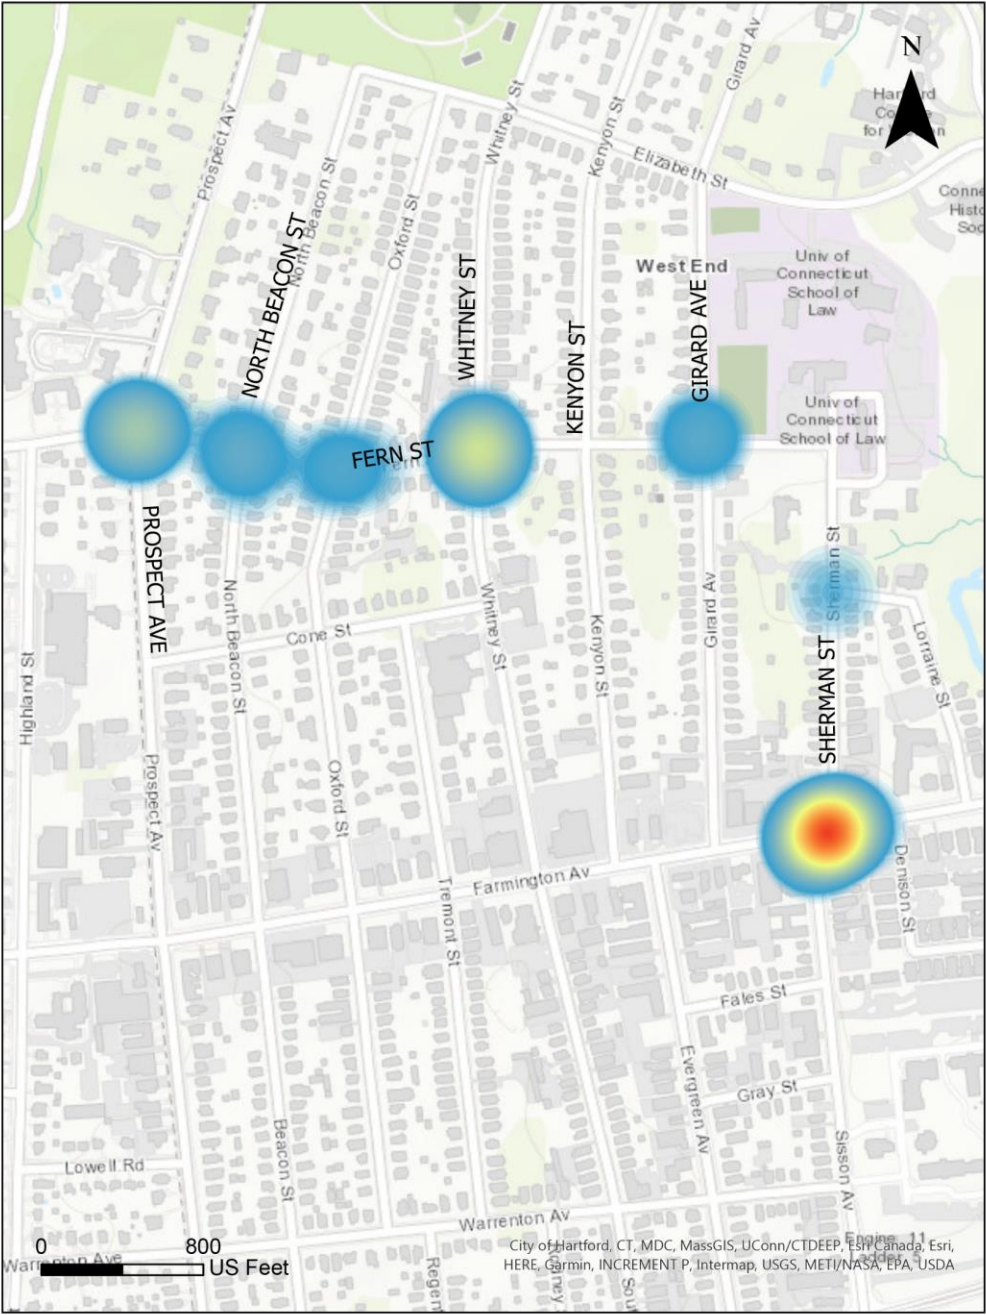 N
Girard Av
Prospect Av
Whitney St
Kenyon St
Elizabeth St
Oxford St
North Beacon St
NORTH BEACON ST
WHITNEY ST
KENYON ST
GIRARD AVE
West End
Univ of
Connecticut
School of
Law
Univ of
Connecticut
School of Law
FERN ST
PROSPECT AVE
Sherman St
SHERMAN ST
Lorraine St
Highland St
North Beacon St
Cone St
Whitney St
Kenyon St
Girard Av
Prospect Av
Oxford St
Tremont St
Farmington Av
Denison St
Fales St
Evergreen Av
Gray St
Sisson Av
Beacon St
Lowell Rd
Warrenton Av
0 800
US Feet
City of Hartford, CT, MDC, MassGIS, UConn/CTDEEP, Esri Canada, Esri,
HERE, Garmin, INCREMENT P, Intermap, USGS, METI/NASA, EPA, USDA